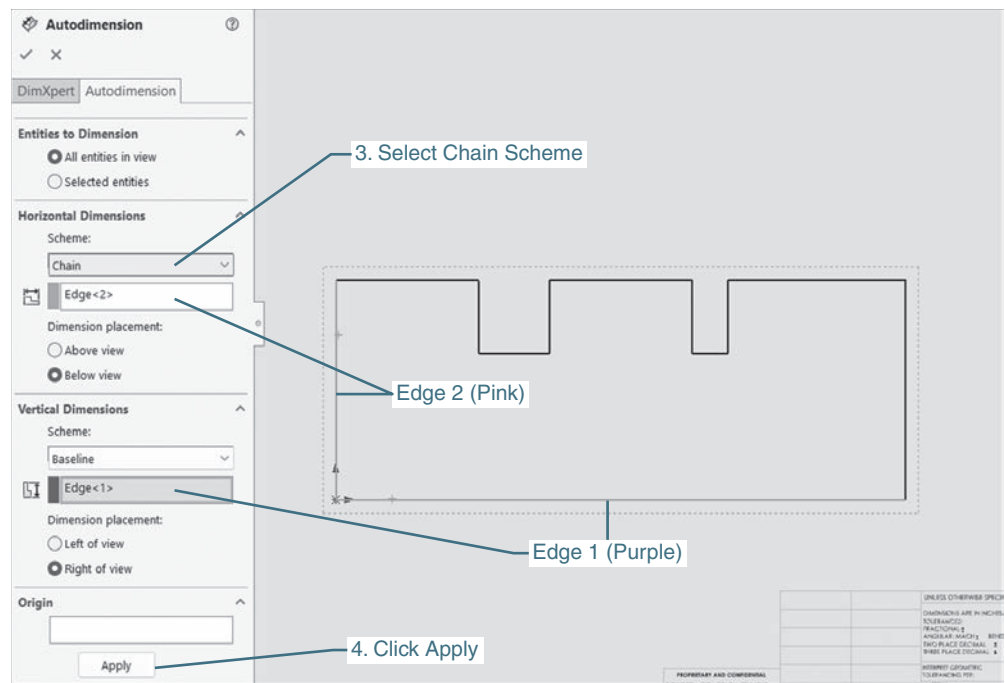 Autodimension
DimXpert Autodimension
Entities to Dimension
All entities in view
Selected entities
Horizontal Dimensions
Scheme:
Chain
Edge<2>
Dimension placement:
Above view
Below view
Vertical Dimensions
Scheme:
Baseline
Edge<1>
Dimension placement:
Left of view
Right of view
Origin
Apply
3. Select Chain Scheme
Edge 2 (Pink)
Edge 1 (Purple)
4. Click Apply
PROPRIETARY AND CONFIDENTIAL
UNLESS OTHERWISE SPECI
DIMENSIONS ARE IN INCHES
TOLERANCES:
FRACTIONAL±
ANGULAR: MACH± BEND
TWO PLACE DECIMAL ±
THREE PLACE DECIMAL ±
INTERPRET GEOMETRIC
TOLERANCING PER: